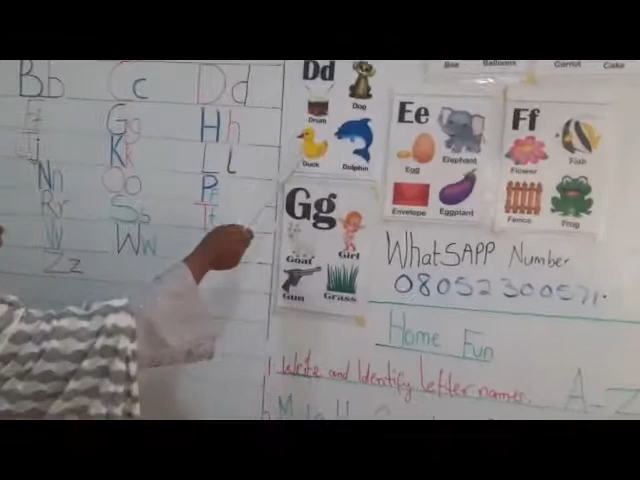 Bb Cc Dd
Gg Hh
Kk Ll
Nn Oo Pp
Rr Ss Tt
Ww
Zz
Balloons Carrot Cake
Dd
Drum Dog
Duck Dolphin
Ee
Egg Elephant
Envelope Eggplant
Ff
Flower Fish
Fence Frog
Gg
Goat Girl
Gun Grass
WhatSAPP Number
08052300571.
Home Fun
1 Write and Identify letter names. A-Z